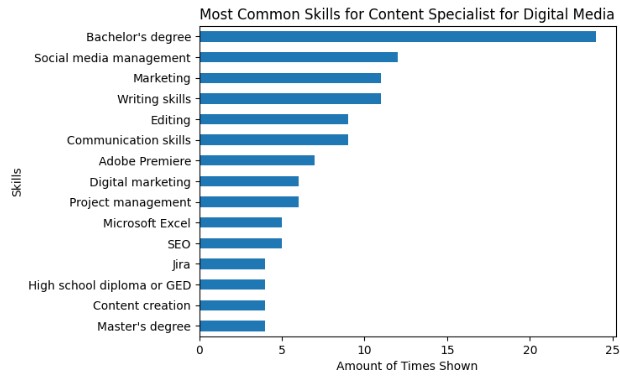 Most Common Skills for Content Specialist for Digital Media
Bachelor's degree
Social media management
Marketing
Writing skills
Editing
Communication skills
Adobe Premiere
Digital marketing
Project management
Microsoft Excel
SEO
Jira
High school diploma or GED
Content creation
Master's degree
Skills
0 5 10 15 20 25
Amount of Times Shown